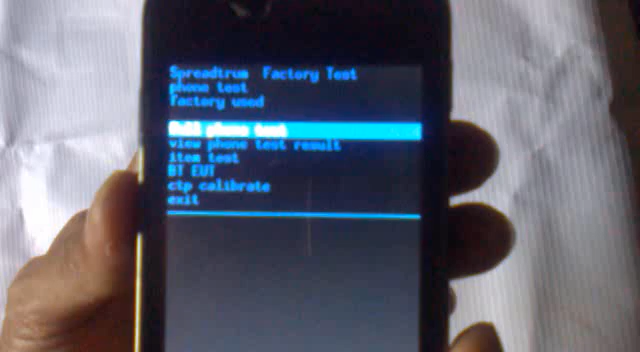 Spreadtrum Factory Test
phone test
factory used
Full phone test
view phone test result
item test
BT EUT
ctp calibrate
exit